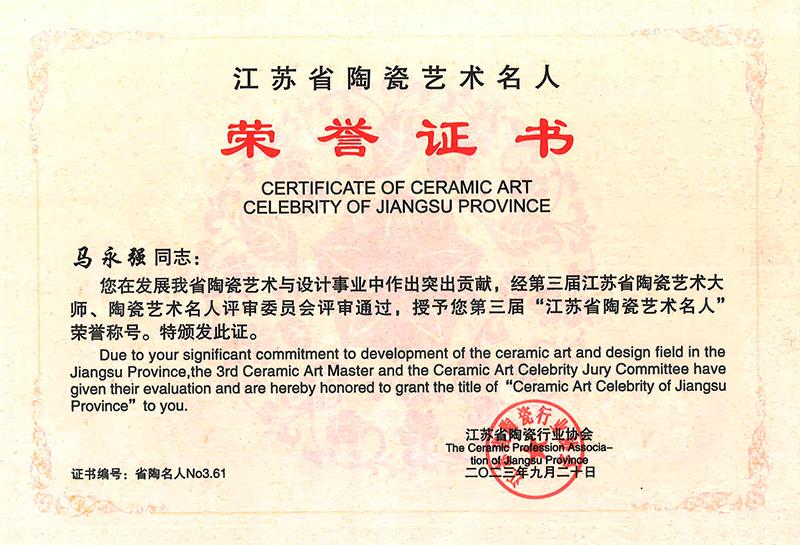 江苏省陶瓷艺术名人
荣誉证书
CERTIFICATE OF CERAMIC ART
CELEBRITY OF JIANGSU PROVINCE
马永强同志：
您在发展我省陶瓷艺术与设计事业中作出突出贡献，经第三届江苏省陶瓷艺术大
师、陶瓷艺术名人评审委员会评审通过，授予您第三届“江苏省陶瓷艺术名人”
荣誉称号。特颁发此证。
Due to your significant commitment to development of the ceramic art and design field in the
Jiangsu Province,the 3rd Ceramic Art Master and the Ceramic Art Celebrity Jury Committee have
given their evaluation and are hereby honored to grant the title of “Ceramic Art Celebrity of Jiangsu
Province” to you.
江苏省陶瓷行业协会
The Ceramic Profession Associa-
tion of Jiangsu Province
二〇二三年九月二十日
证书编号：省陶名人No3.61